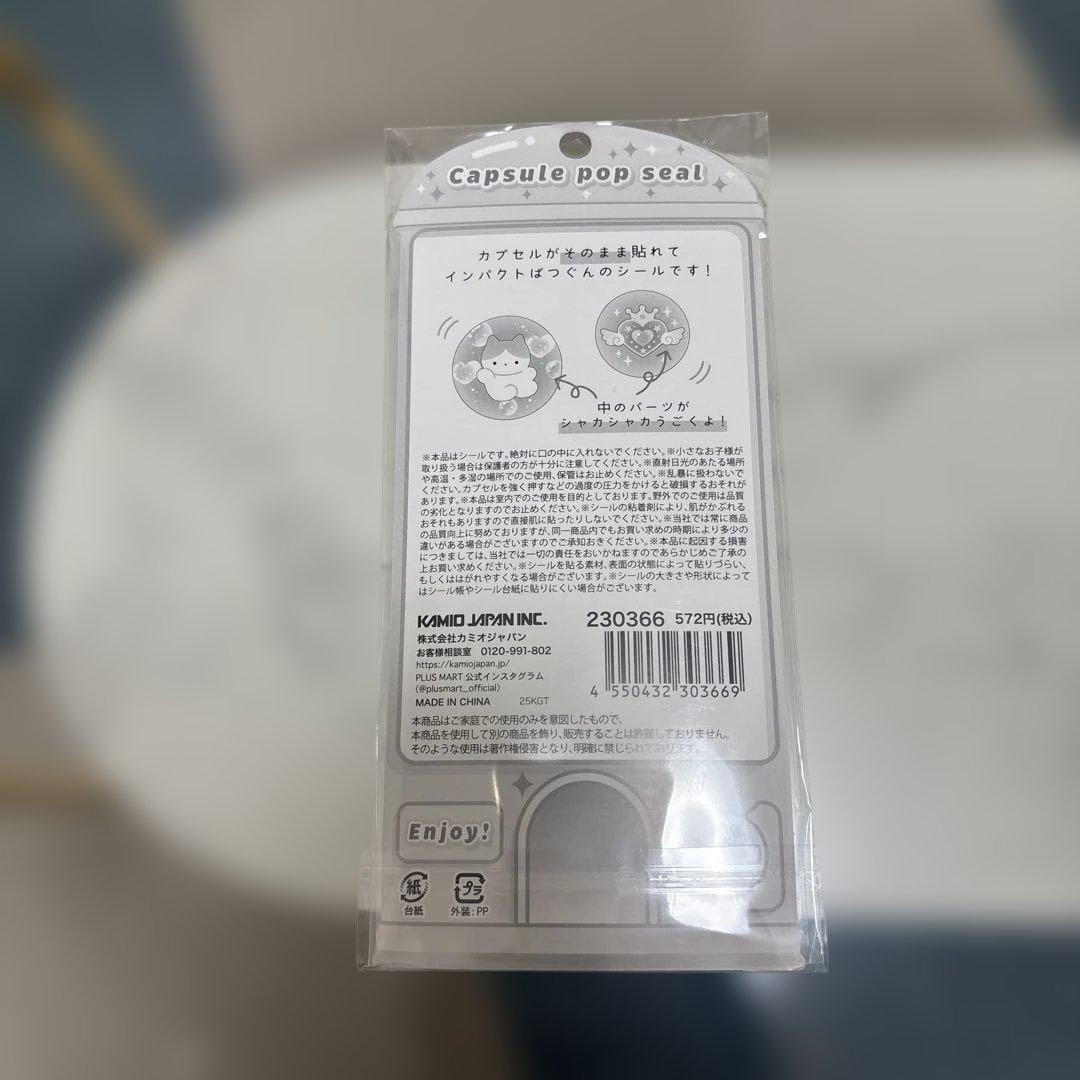 Capsule pop seal
カプセルがそのまま貼れて
インパクトばつぐんのシールです!
中のパーツが
シャカシャカうごくよ!
※本品はシールです。絶対に口の中に入れないでください。※小さなお子様が
取り扱う場合は保護者の方が十分に注意してください。※直射日光のあたる場所
や高温・多湿の場所でのご使用、保管はお止めください。※乱暴に扱わないで
ください。カプセルを強く押すなどの過度の圧力をかけると破損するおそれが
あります。※本品は室内でのご使用を目的としております。野外でのご使用は品質
の劣化となりますのでお止めください。※シールの粘着剤により、肌がかぶれる
おそれもありますので直接肌に貼ったりしないでください。※当社では常に商品
の品質向上に努めておりますが、同一商品内でもお買い求めの時期により多少の
違いがある場合がございますのでご承知おきください。※本品に起因する損害
につきましては、当社では一切の責任をおいかねますのであらかじめご了承の
上お買い求めください。※シールを貼る素材、表面の状態によって貼りづらい、
もしくははがれやすくなる場合がございます。※シールの大きさや形状によって
はシール帳やシール台紙に貼りにくい場合がございます。
KAMIO JAPAN INC. 230366 572円(税込)
株式会社カミオジャパン
お客様相談室 0120-991-802
https://kamiojapan.jp/
PLUS MART 公式インスタグラム
(@plusmart_official)
4 550432 303669
MADE IN CHINA 25KGT
本商品はご家庭での使用のみを意図したもので、
本商品を使用して別の商品を飾り、販売することは許諾しておりません。
そのような使用は著作権侵害となり、明確に禁じられております。
Enjoy!
紙 プラ
台紙 外装:PP